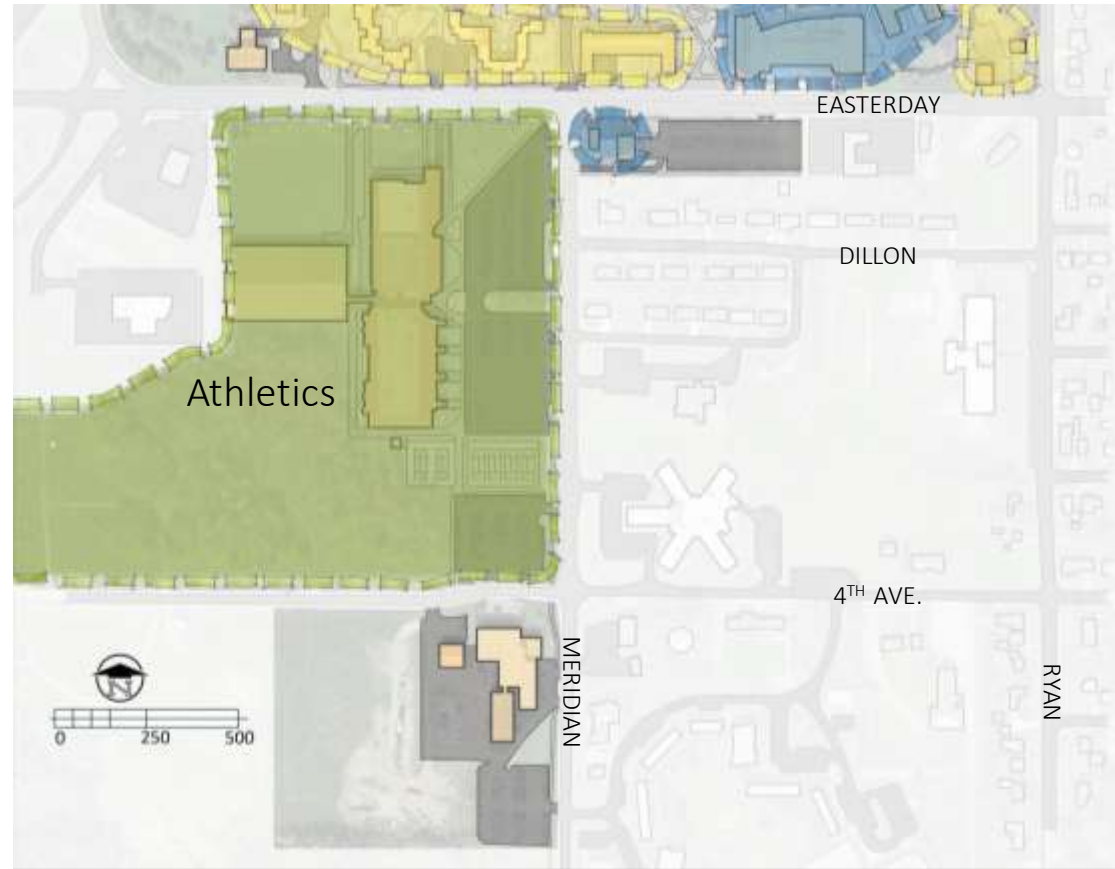 EASTERDAY
DILLON
Athletics
4TH AVE.
MERIDIAN
RYAN
N
0 250 500